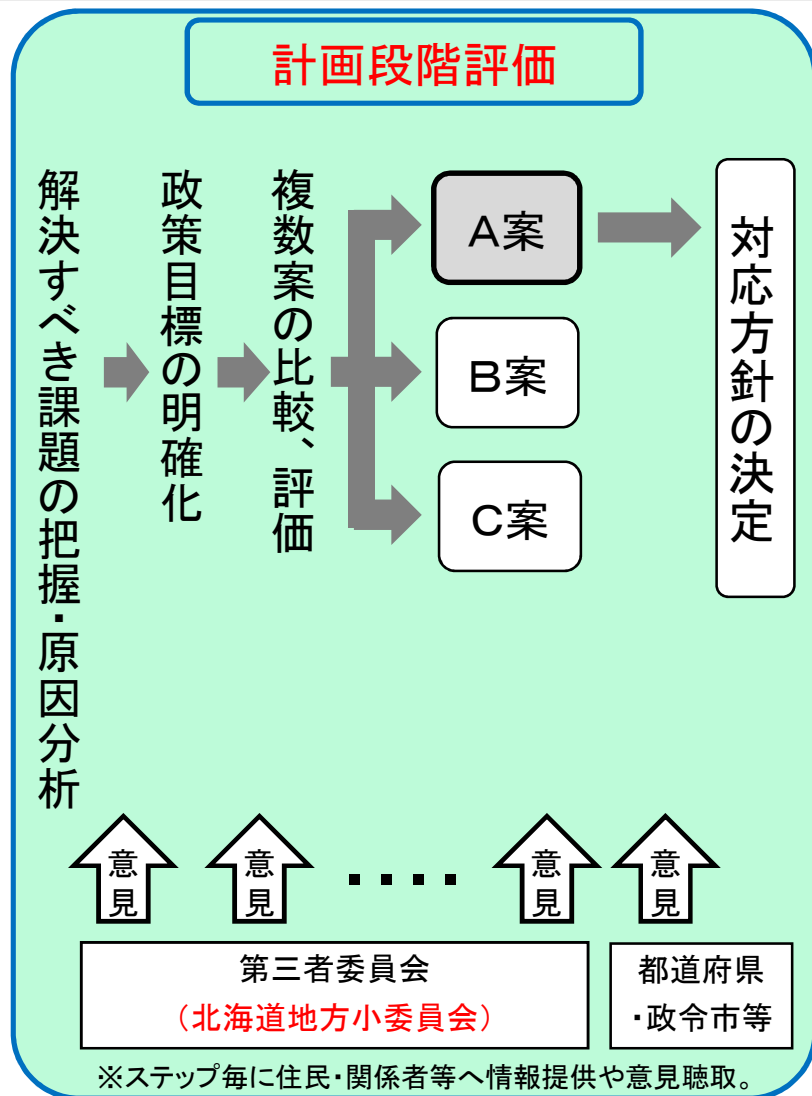 計画段階評価
解決すべき課題の把握・原因分析
政策目標の明確化
複数案の比較、評価
A案
B案
C案
対応方針の決定
意見
意見
・・・・
意見
意見
第三者委員会
（北海道地方小委員会）
都道府県
・政令市等
※ステップ毎に住民・関係者等へ情報提供や意見聴取。